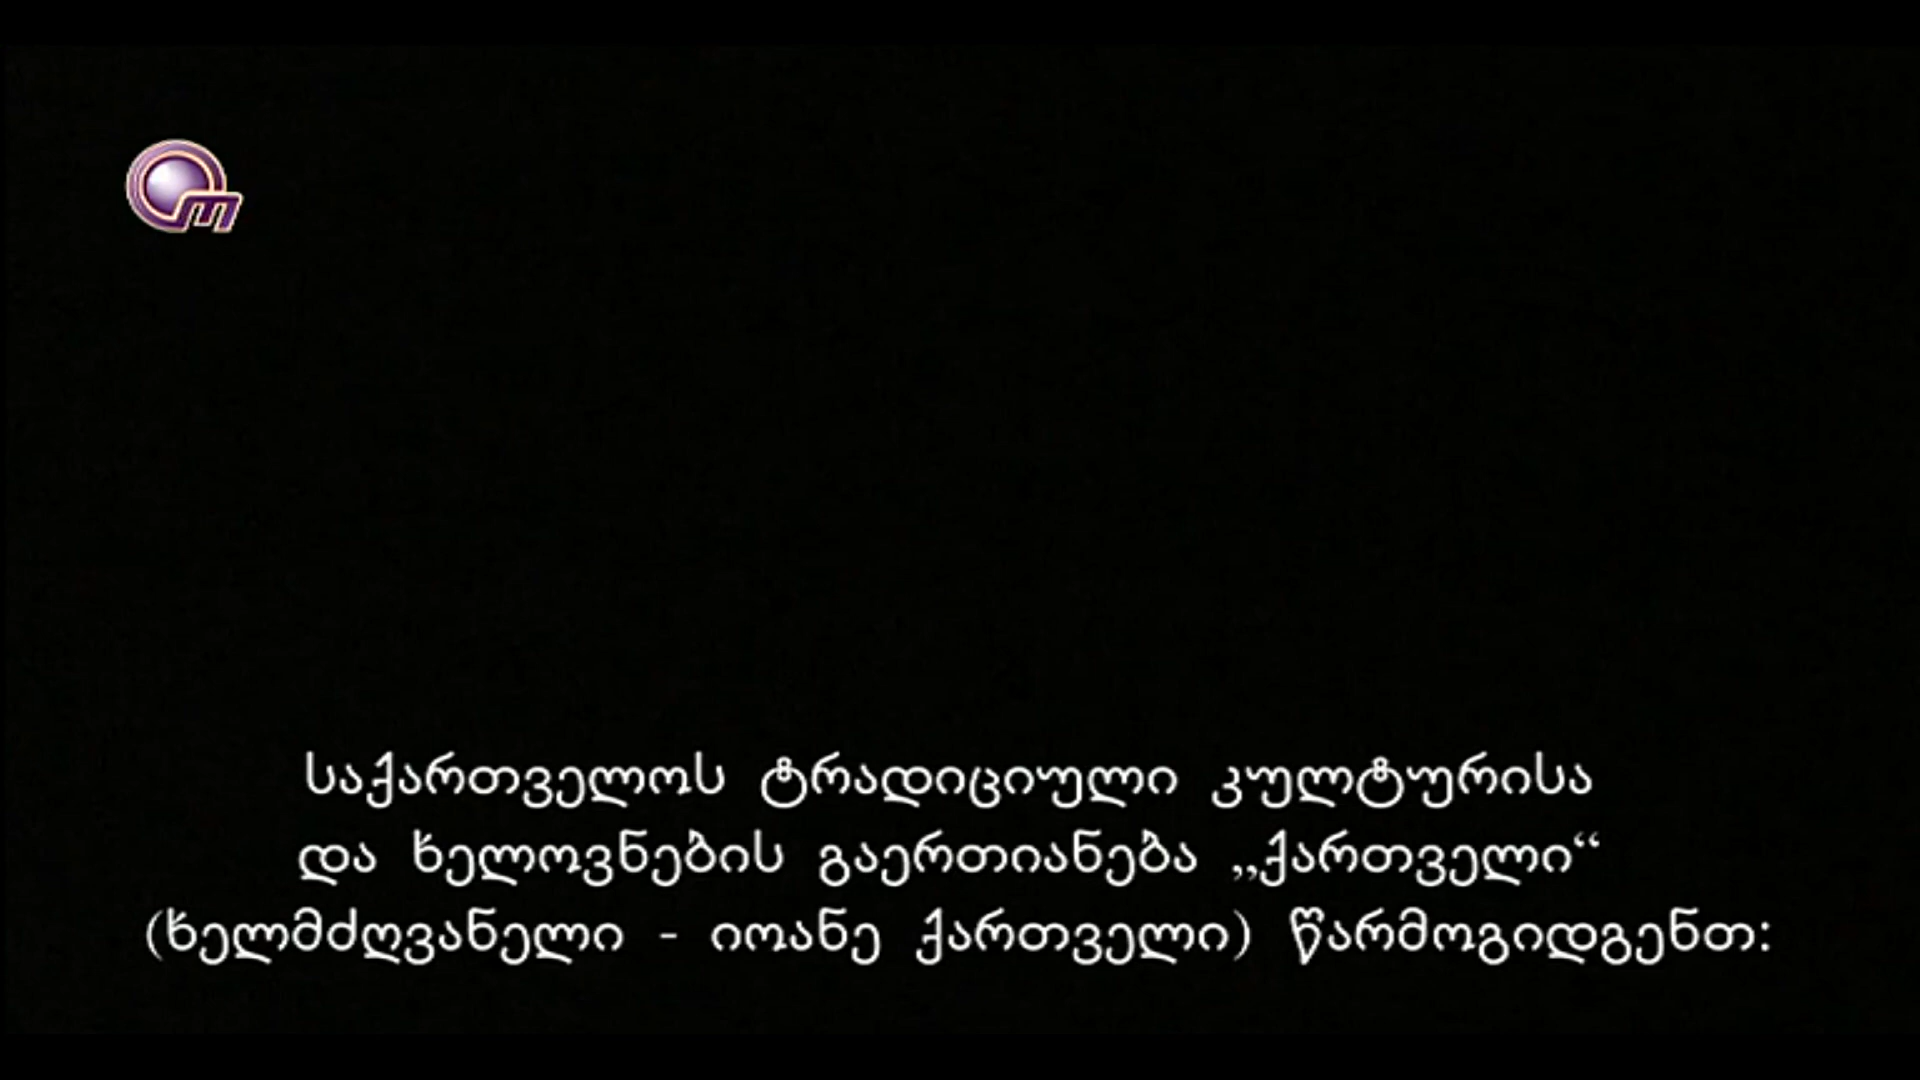 საქართველოს ტრადიციული კულტურისა
და ხელოვნების გაერთიანება „ქართველი“
(ხელმძღვანელი - იოანე ქართველი) წარმოგიდგენთ: